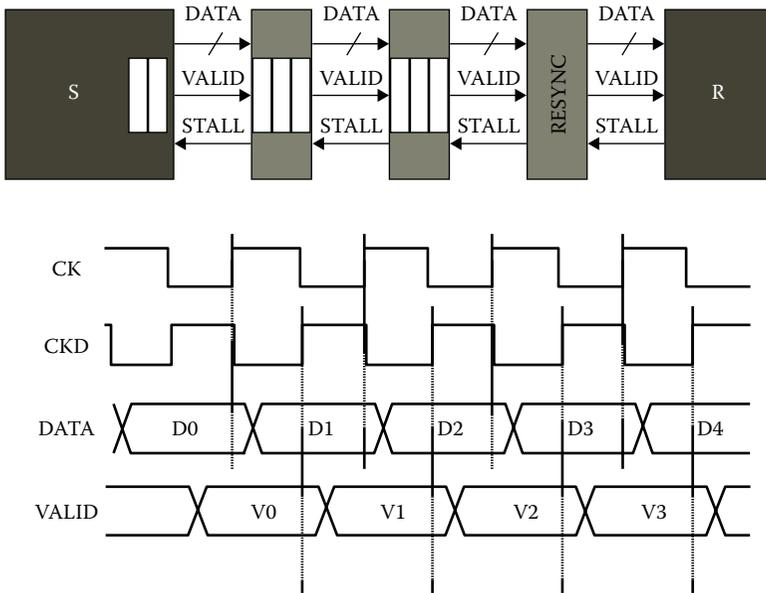 DATA DATA DATA DATA
S VALID VALID VALID RESYNC VALID R
STALL STALL STALL STALL
CK
CKD
DATA D0 D1 D2 D3 D4
VALID V0 V1 V2 V3